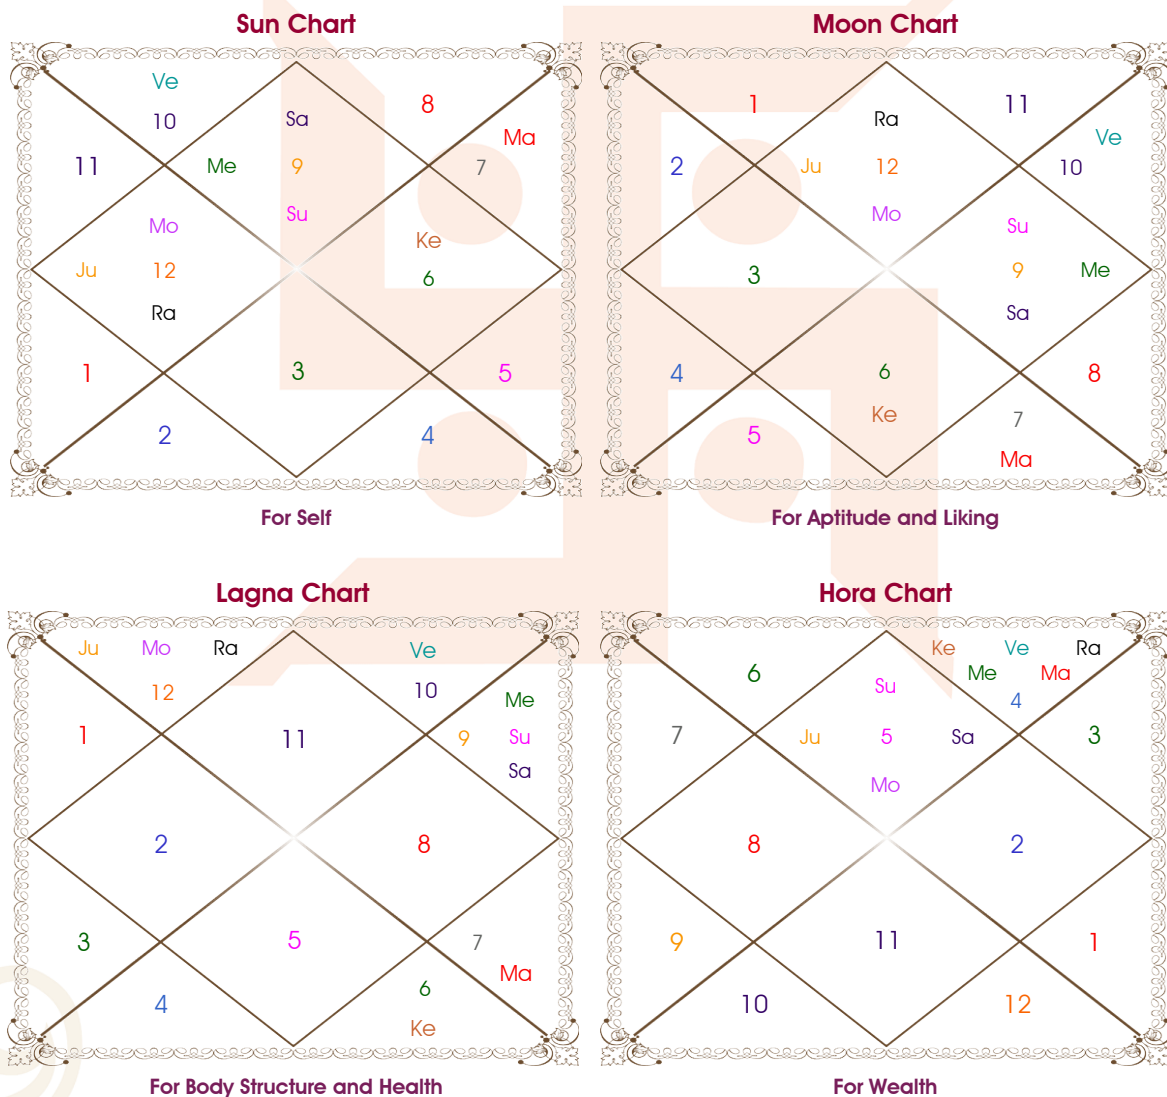 Sun Chart
Ve
8
Sa
10
Ma
11
Me
9
7
Su
Mo
Ke
Ju
12
6
Ra
1
3
5
2
4
For Self
Moon Chart
1
11
Ra
Ve
2
Ju
12
10
Mo
Su
3
9
Me
Sa
4
6
8
Ke
7
5
Ma
For Aptitude and Liking
Lagna Chart
Ju Mo Ra
Ve
12
10
Me
1
11
9
Su
Sa
2
8
3
5
7
Ma
4
6
Ke
For Body Structure and Health
Hora Chart
Ke Ve Ra
6
Me Ma
Su
4
7
Ju
5
Sa
3
Mo
8
2
9
11
1
10
12
For Wealth